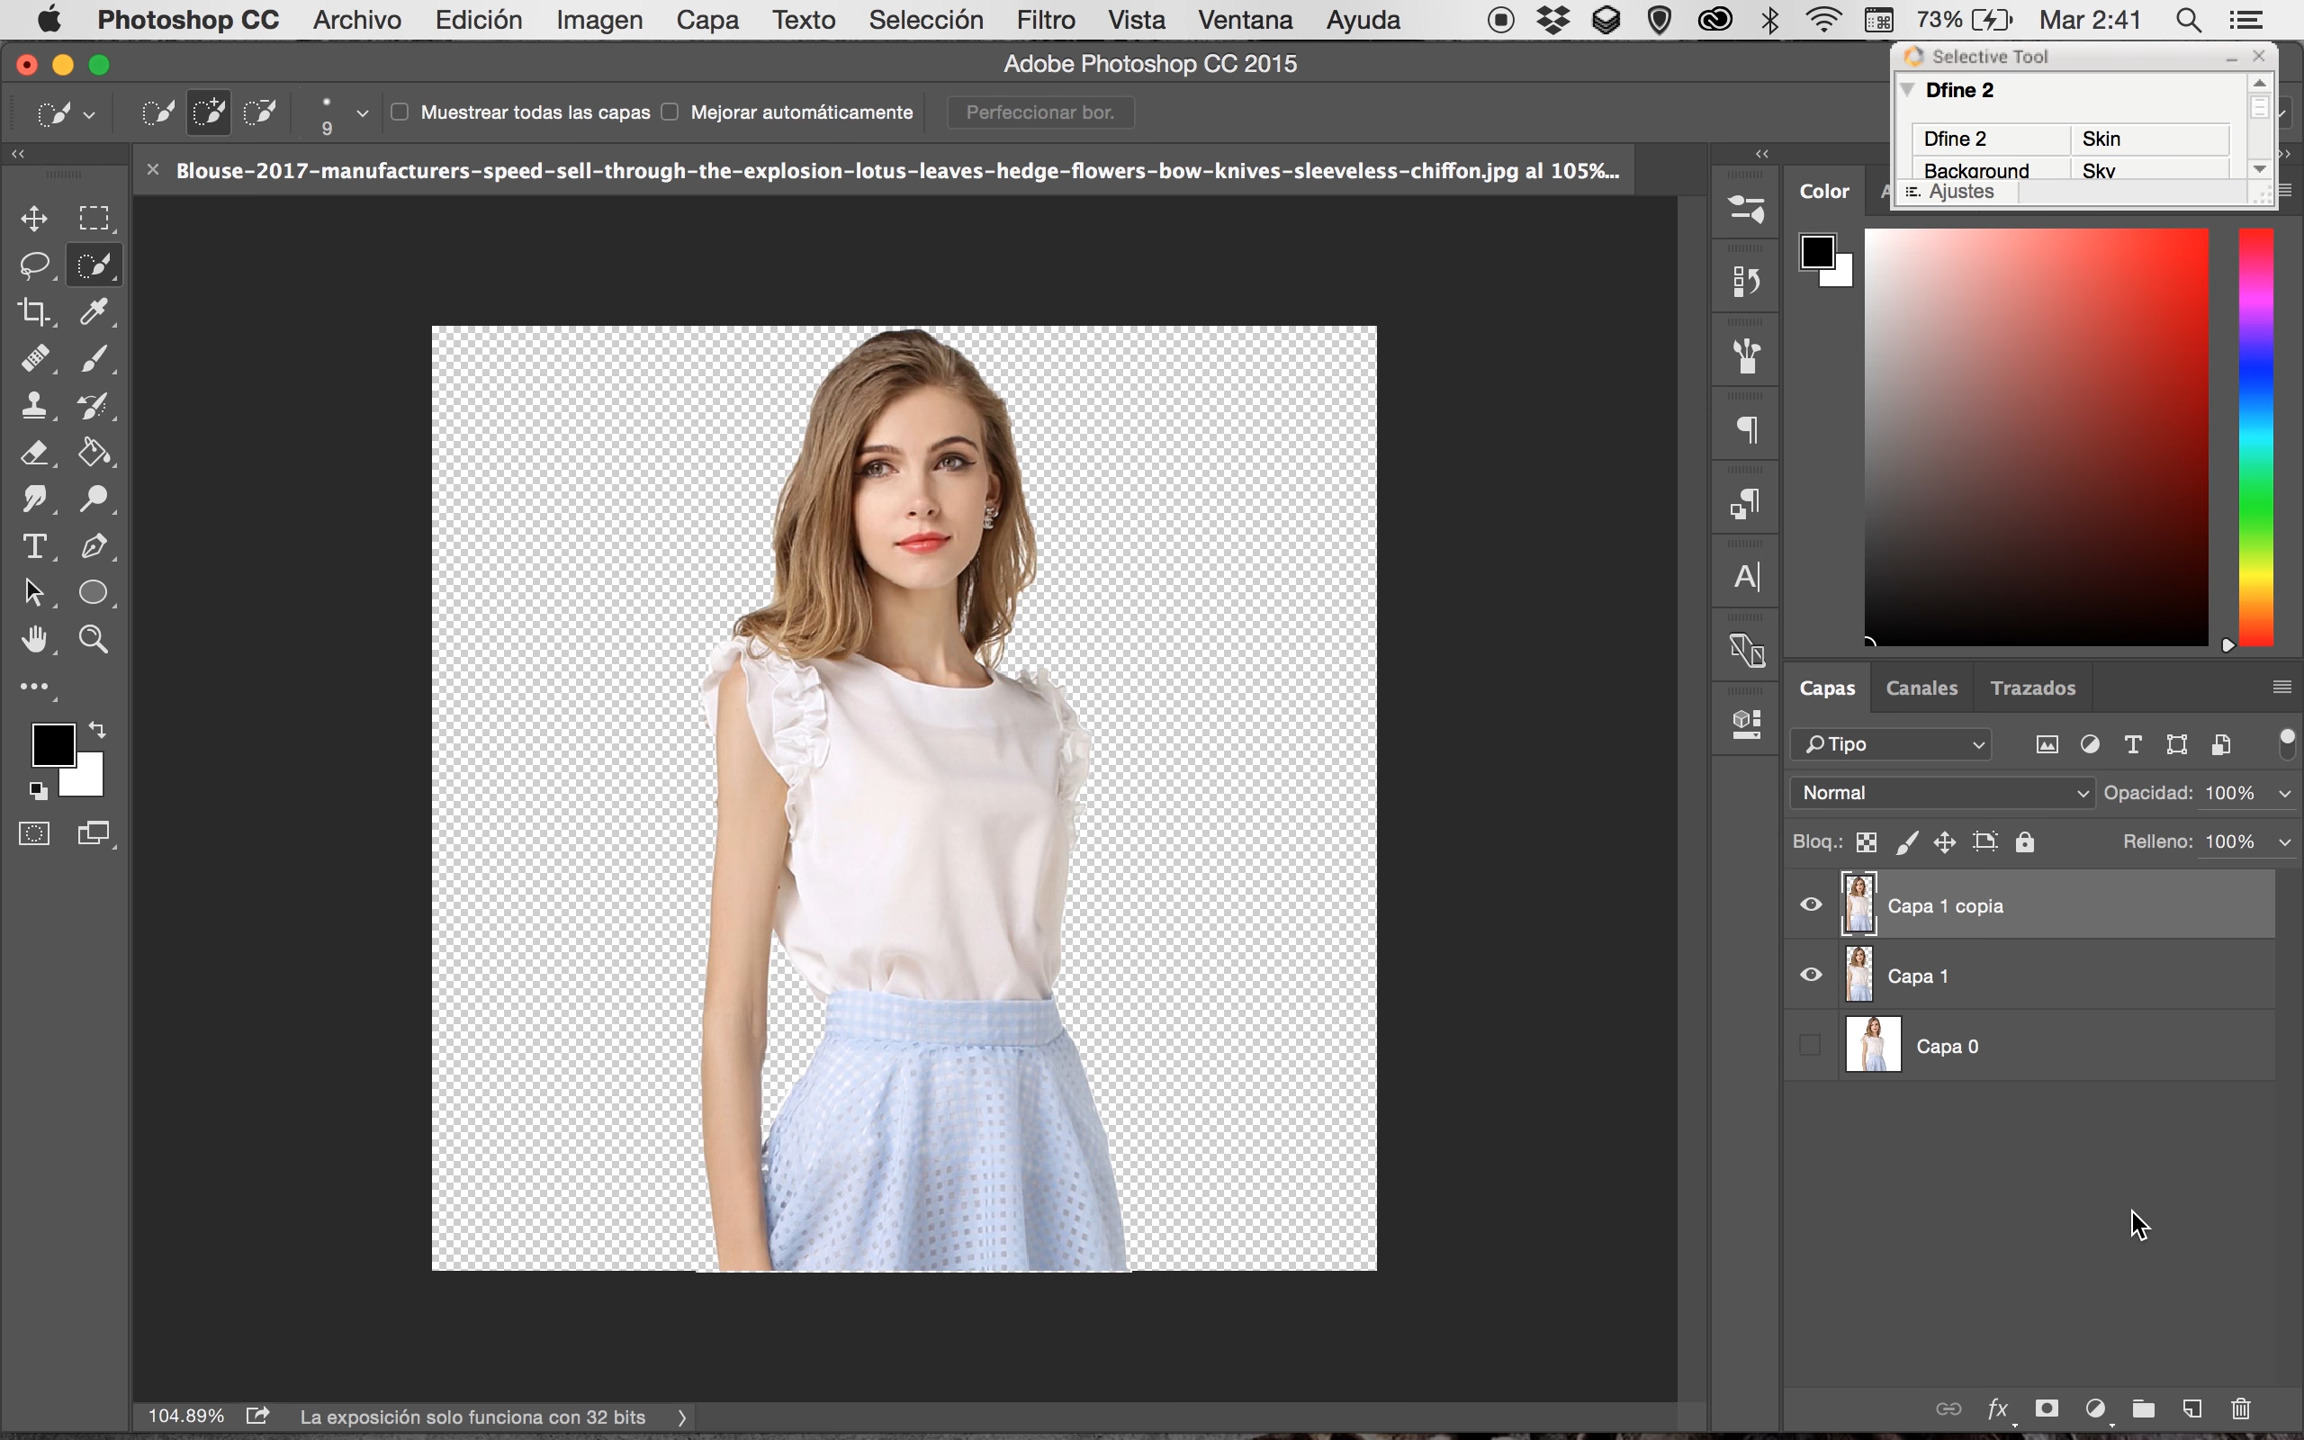 Photoshop CC Archivo Edición Imagen Capa Texto Selección Filtro Vista Ventana Ayuda 73% Mar 2:41
Adobe Photoshop CC 2015
Selective Tool
Dfine 2
Dfine 2 Skin
Background Sky
Ajustes
9 Muestrear todas las capas Mejorar automáticamente Perfeccionar bor.
Blouse-2017-manufacturers-speed-sell-through-the-explosion-lotus-leaves-hedge-flowers-bow-knives-sleeveless-chiffon.jpg al 105%...
Color A
Capas Canales Trazados
Tipo
Normal Opacidad: 100%
Bloq.: Relleno: 100%
Capa 1 copia
Capa 1
Capa 0
fx
104.89% La exposición solo funciona con 32 bits